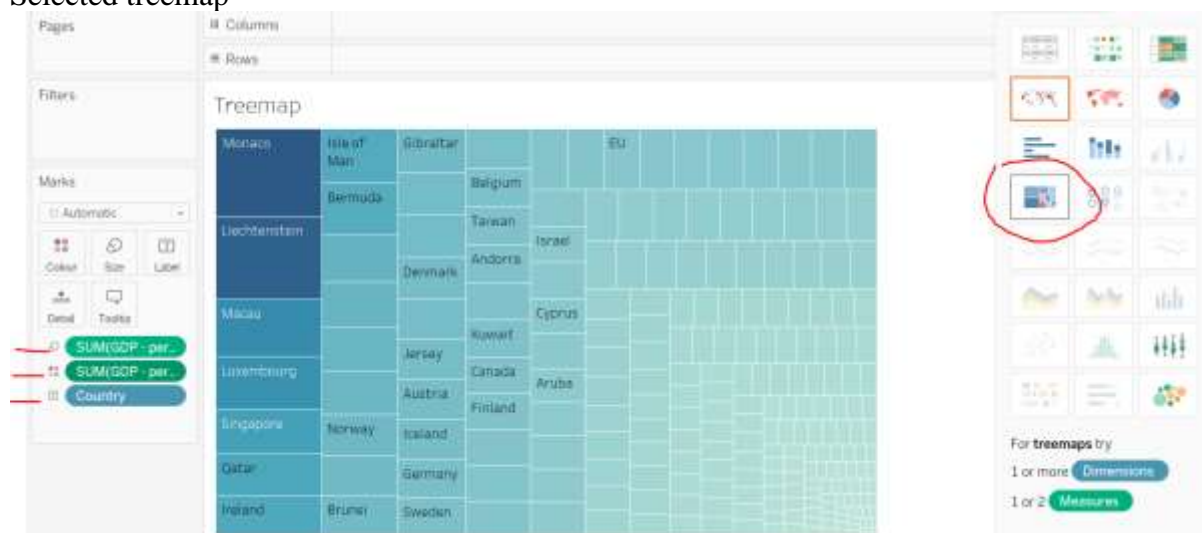 Selected treemap
Pages
Columns
Rows
Filters
Treemap
Marks
Automatic
Colour
Size
Label
Detail
Tooltip
SUM(GDP - per..
SUM(GDP - per..
Country
Monaco
Liechtenstein
Macau
Luxembourg
Singapore
Qatar
Ireland
Isle of
Man
Bermuda
Norway
Brunei
Gibraltar
Denmark
Jersey
Austria
Iceland
Germany
Sweden
Belgium
Taiwan
Andorra
Kuwait
Canada
Finland
Israel
Cyprus
Aruba
EU
For treemaps try
1 or more Dimensions
1 or 2 Measures